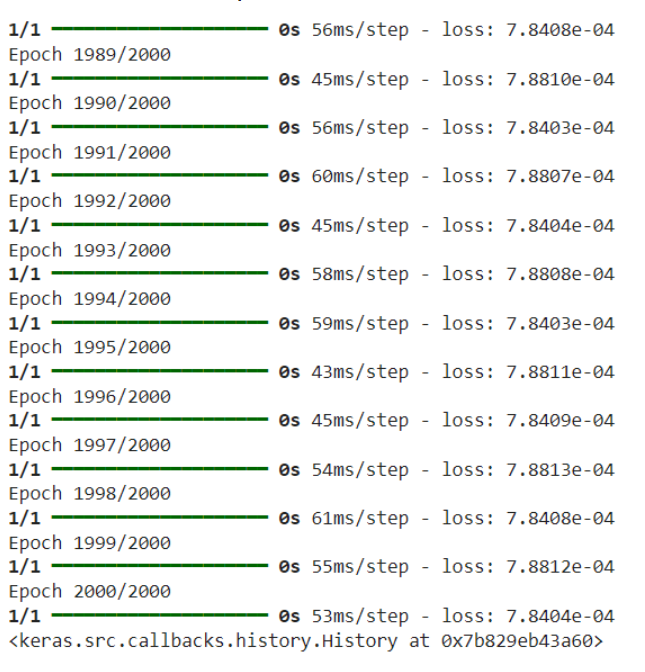 1/1 ━━━━━━━━━━━━━━━━━━━━ 0s 56ms/step - loss: 7.8408e-04
Epoch 1989/2000
1/1 ━━━━━━━━━━━━━━━━━━━━ 0s 45ms/step - loss: 7.8810e-04
Epoch 1990/2000
1/1 ━━━━━━━━━━━━━━━━━━━━ 0s 56ms/step - loss: 7.8403e-04
Epoch 1991/2000
1/1 ━━━━━━━━━━━━━━━━━━━━ 0s 60ms/step - loss: 7.8807e-04
Epoch 1992/2000
1/1 ━━━━━━━━━━━━━━━━━━━━ 0s 45ms/step - loss: 7.8404e-04
Epoch 1993/2000
1/1 ━━━━━━━━━━━━━━━━━━━━ 0s 58ms/step - loss: 7.8808e-04
Epoch 1994/2000
1/1 ━━━━━━━━━━━━━━━━━━━━ 0s 59ms/step - loss: 7.8403e-04
Epoch 1995/2000
1/1 ━━━━━━━━━━━━━━━━━━━━ 0s 43ms/step - loss: 7.8811e-04
Epoch 1996/2000
1/1 ━━━━━━━━━━━━━━━━━━━━ 0s 45ms/step - loss: 7.8409e-04
Epoch 1997/2000
1/1 ━━━━━━━━━━━━━━━━━━━━ 0s 54ms/step - loss: 7.8813e-04
Epoch 1998/2000
1/1 ━━━━━━━━━━━━━━━━━━━━ 0s 61ms/step - loss: 7.8408e-04
Epoch 1999/2000
1/1 ━━━━━━━━━━━━━━━━━━━━ 0s 55ms/step - loss: 7.8812e-04
Epoch 2000/2000
1/1 ━━━━━━━━━━━━━━━━━━━━ 0s 53ms/step - loss: 7.8404e-04
<keras.src.callbacks.history.History at 0x7b829eb43a60>